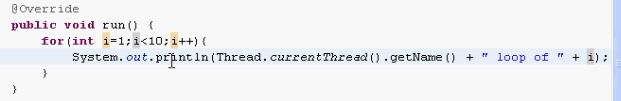 @Override
public void run() {
for(int i=1;i<10;i++){
System.out.println(Thread.currentThread().getName() + " loop of " + i);
}
}